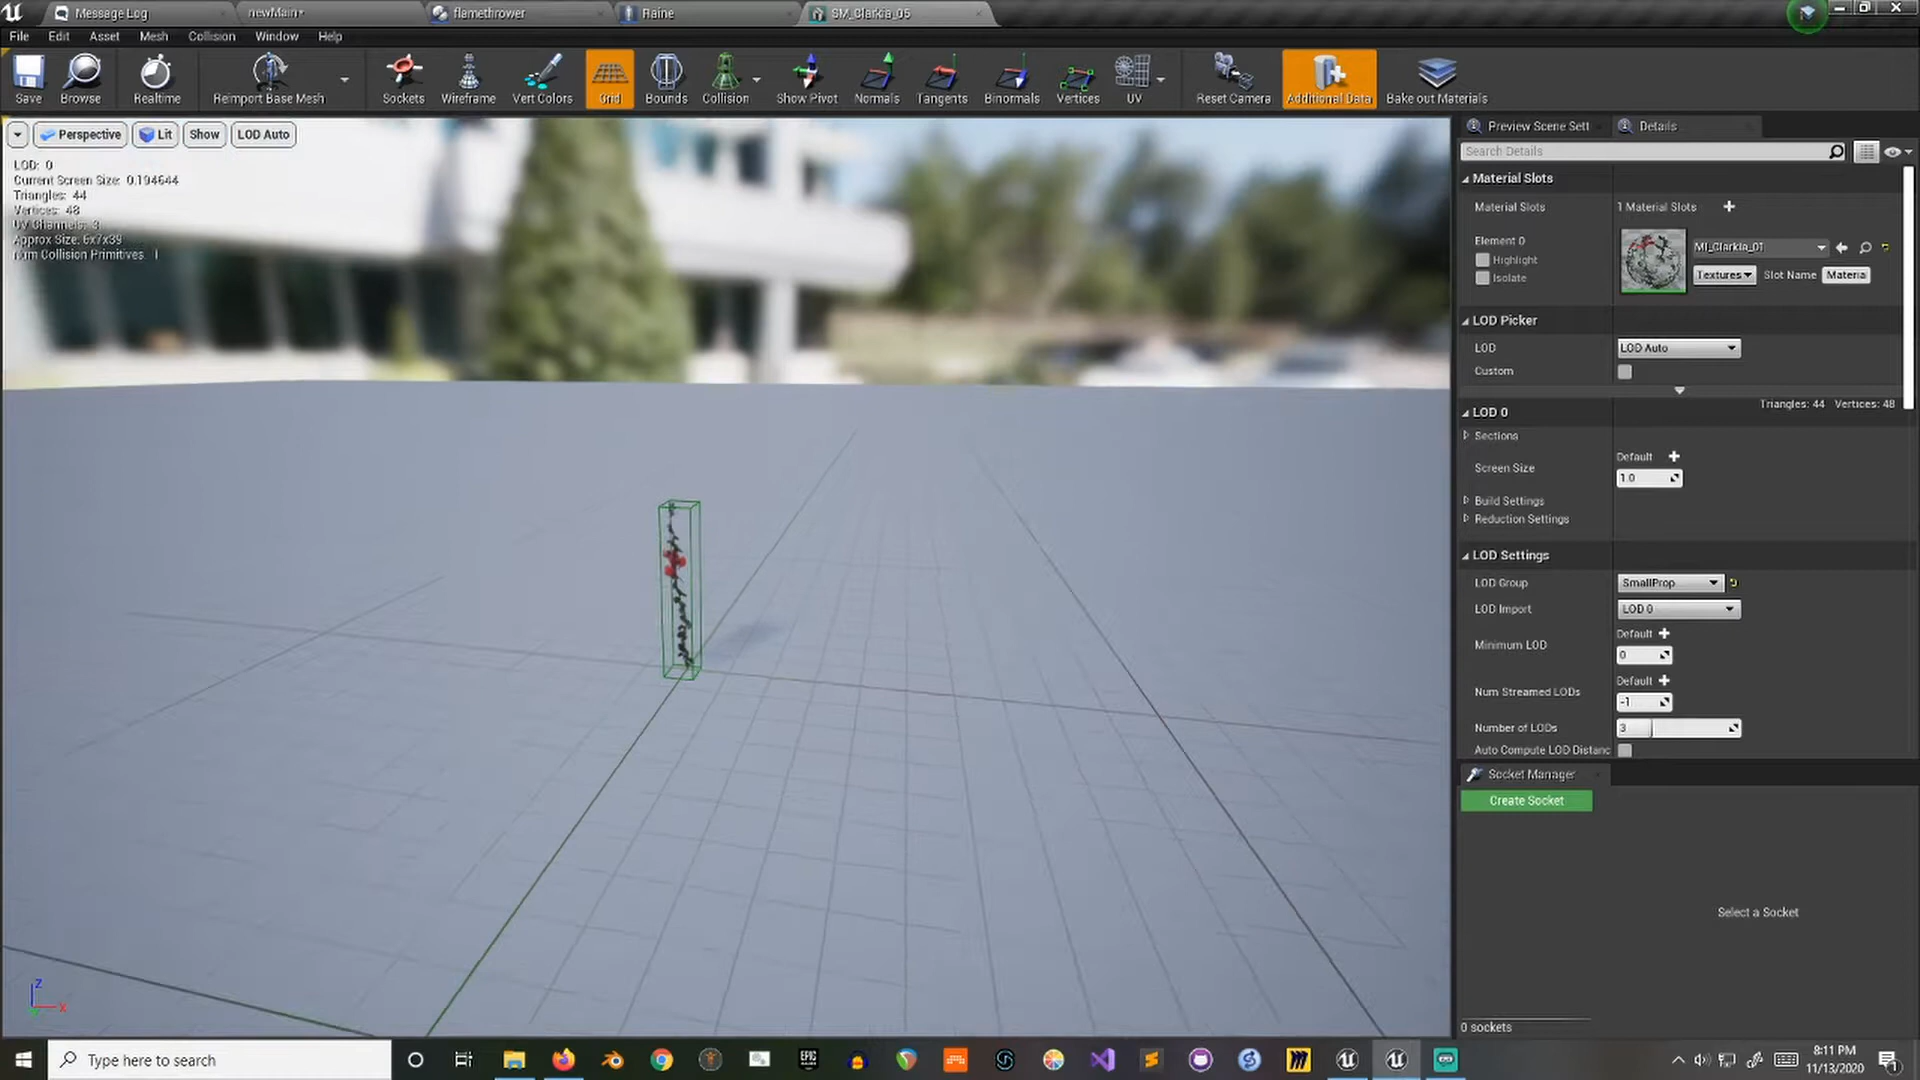 Message Log
newMain*
flamethrower
Raine
SM_Clarkia_05
File Edit Asset Mesh Collision Window Help
Save
Browse
Realtime
Reimport Base Mesh
Sockets
Wireframe
Vert Colors
Grid
Bounds
Collision
Show Pivot
Normals
Tangents
Binormals
Vertices
UV
Reset Camera
Additional Data
Bake out Materials
Perspective
Lit
Show
LOD Auto
LOD: 0
Current Screen Size: 0.194644
Triangles: 44
Vertices: 48
UV Channels: 3
Approx Size: 6x7x39
Num Collision Primitives: 1
Z
X
Preview Scene Sett
Details
Search Details
Material Slots
Material Slots
1 Material Slots
Element 0
Highlight
Isolate
MI_Clarkia_01
Textures
Slot Name
Materia
LOD Picker
LOD
LOD Auto
Custom
Triangles: 44 Vertices: 48
LOD 0
Sections
Screen Size
Default
1.0
Build Settings
Reduction Settings
LOD Settings
LOD Group
SmallProp
LOD Import
LOD 0
Minimum LOD
Default
0
Num Streamed LODs
Default
-1
Number of LODs
3
Auto Compute LOD Distanc
Socket Manager
Create Socket
Select a Socket
0 sockets
Type here to search
EPIC
8:11 PM
11/13/2020
1